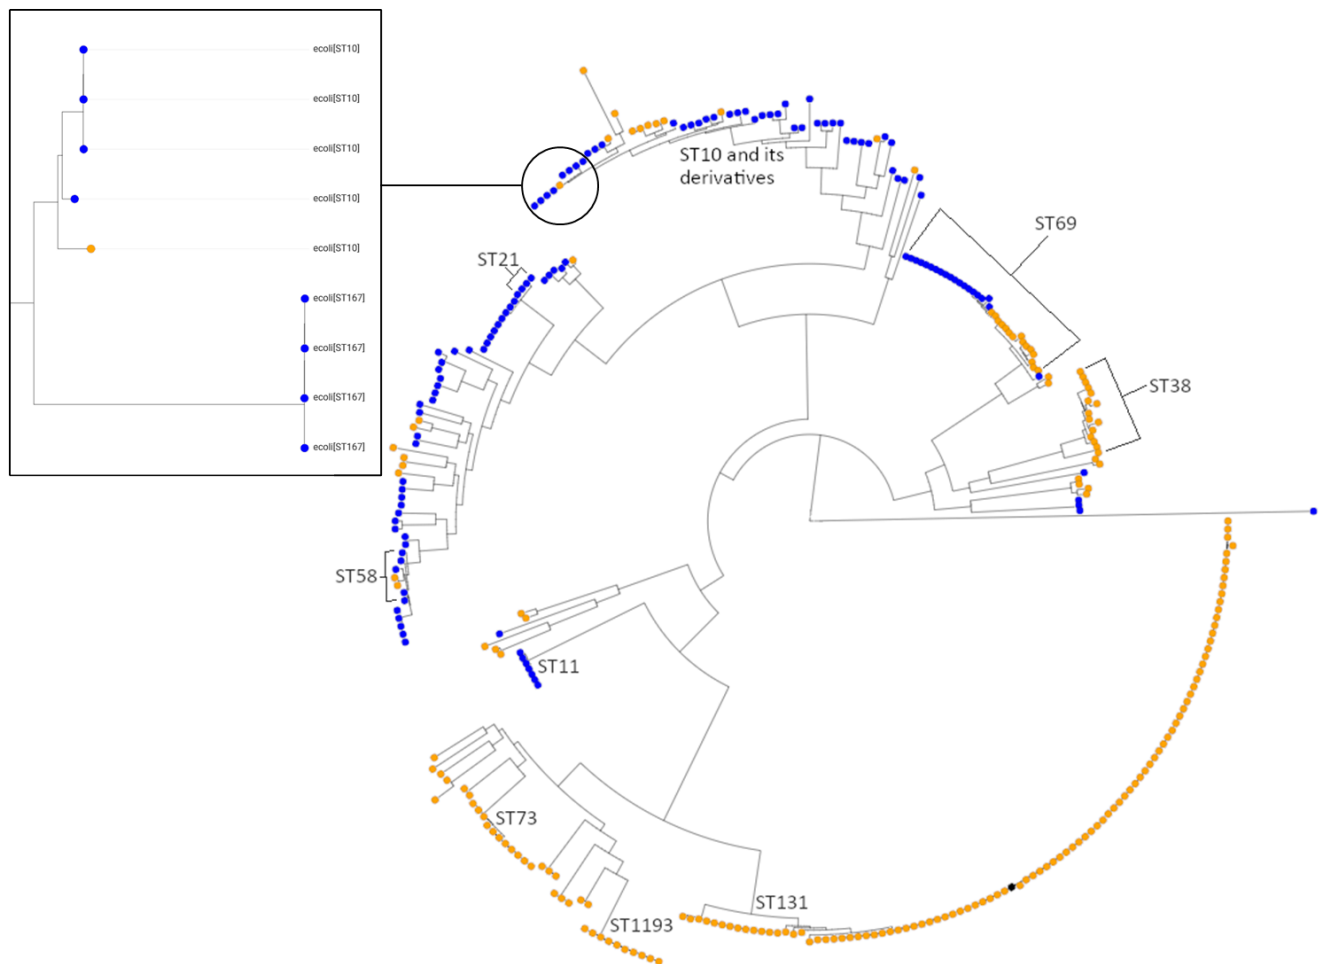 ecoli[ST10]
ecoli[ST10]
ecoli[ST10]
ecoli[ST10]
ecoli[ST10]
ecoli[ST167]
ecoli[ST167]
ecoli[ST167]
ecoli[ST167]
ST10 and its
derivatives
ST69
ST21
ST38
ST58
ST11
ST73
ST131
ST1193